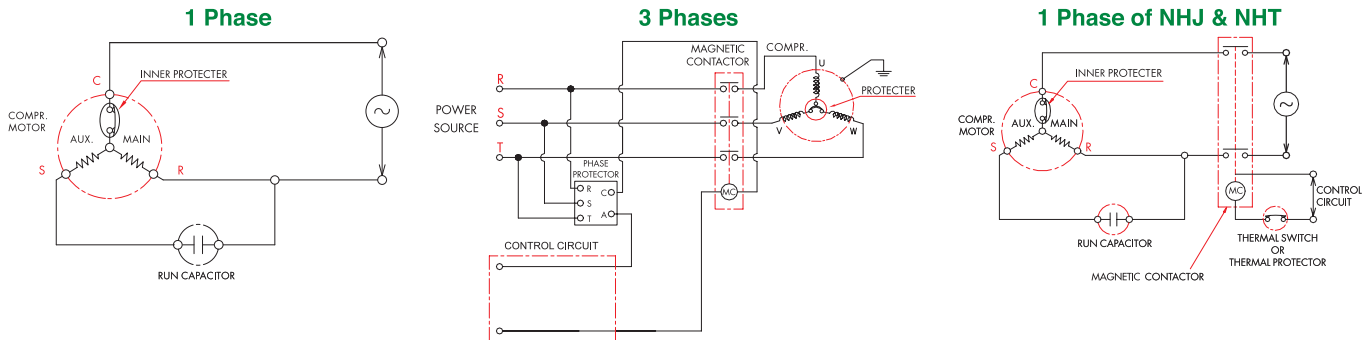 1 Phase
C
INNER PROTECTER
COMPR.
MOTOR
AUX.
MAIN
S
R
RUN CAPACITOR
3 Phases
MAGNETIC
CONTACTOR
COMPR.
U
R
PROTECTER
POWER
SOURCE
S
V
W
T
PHASE
PROTECTOR
R
C
S
T
A
MC
CONTROL CIRCUIT
1 Phase of NHJ & NHT
C
INNER PROTECTER
COMPR.
MOTOR
AUX.
MAIN
S
R
MC
CONTROL
CIRCUIT
RUN CAPACITOR
THERMAL SWITCH
OR
THERMAL PROTECTOR
MAGNETIC CONTACTOR